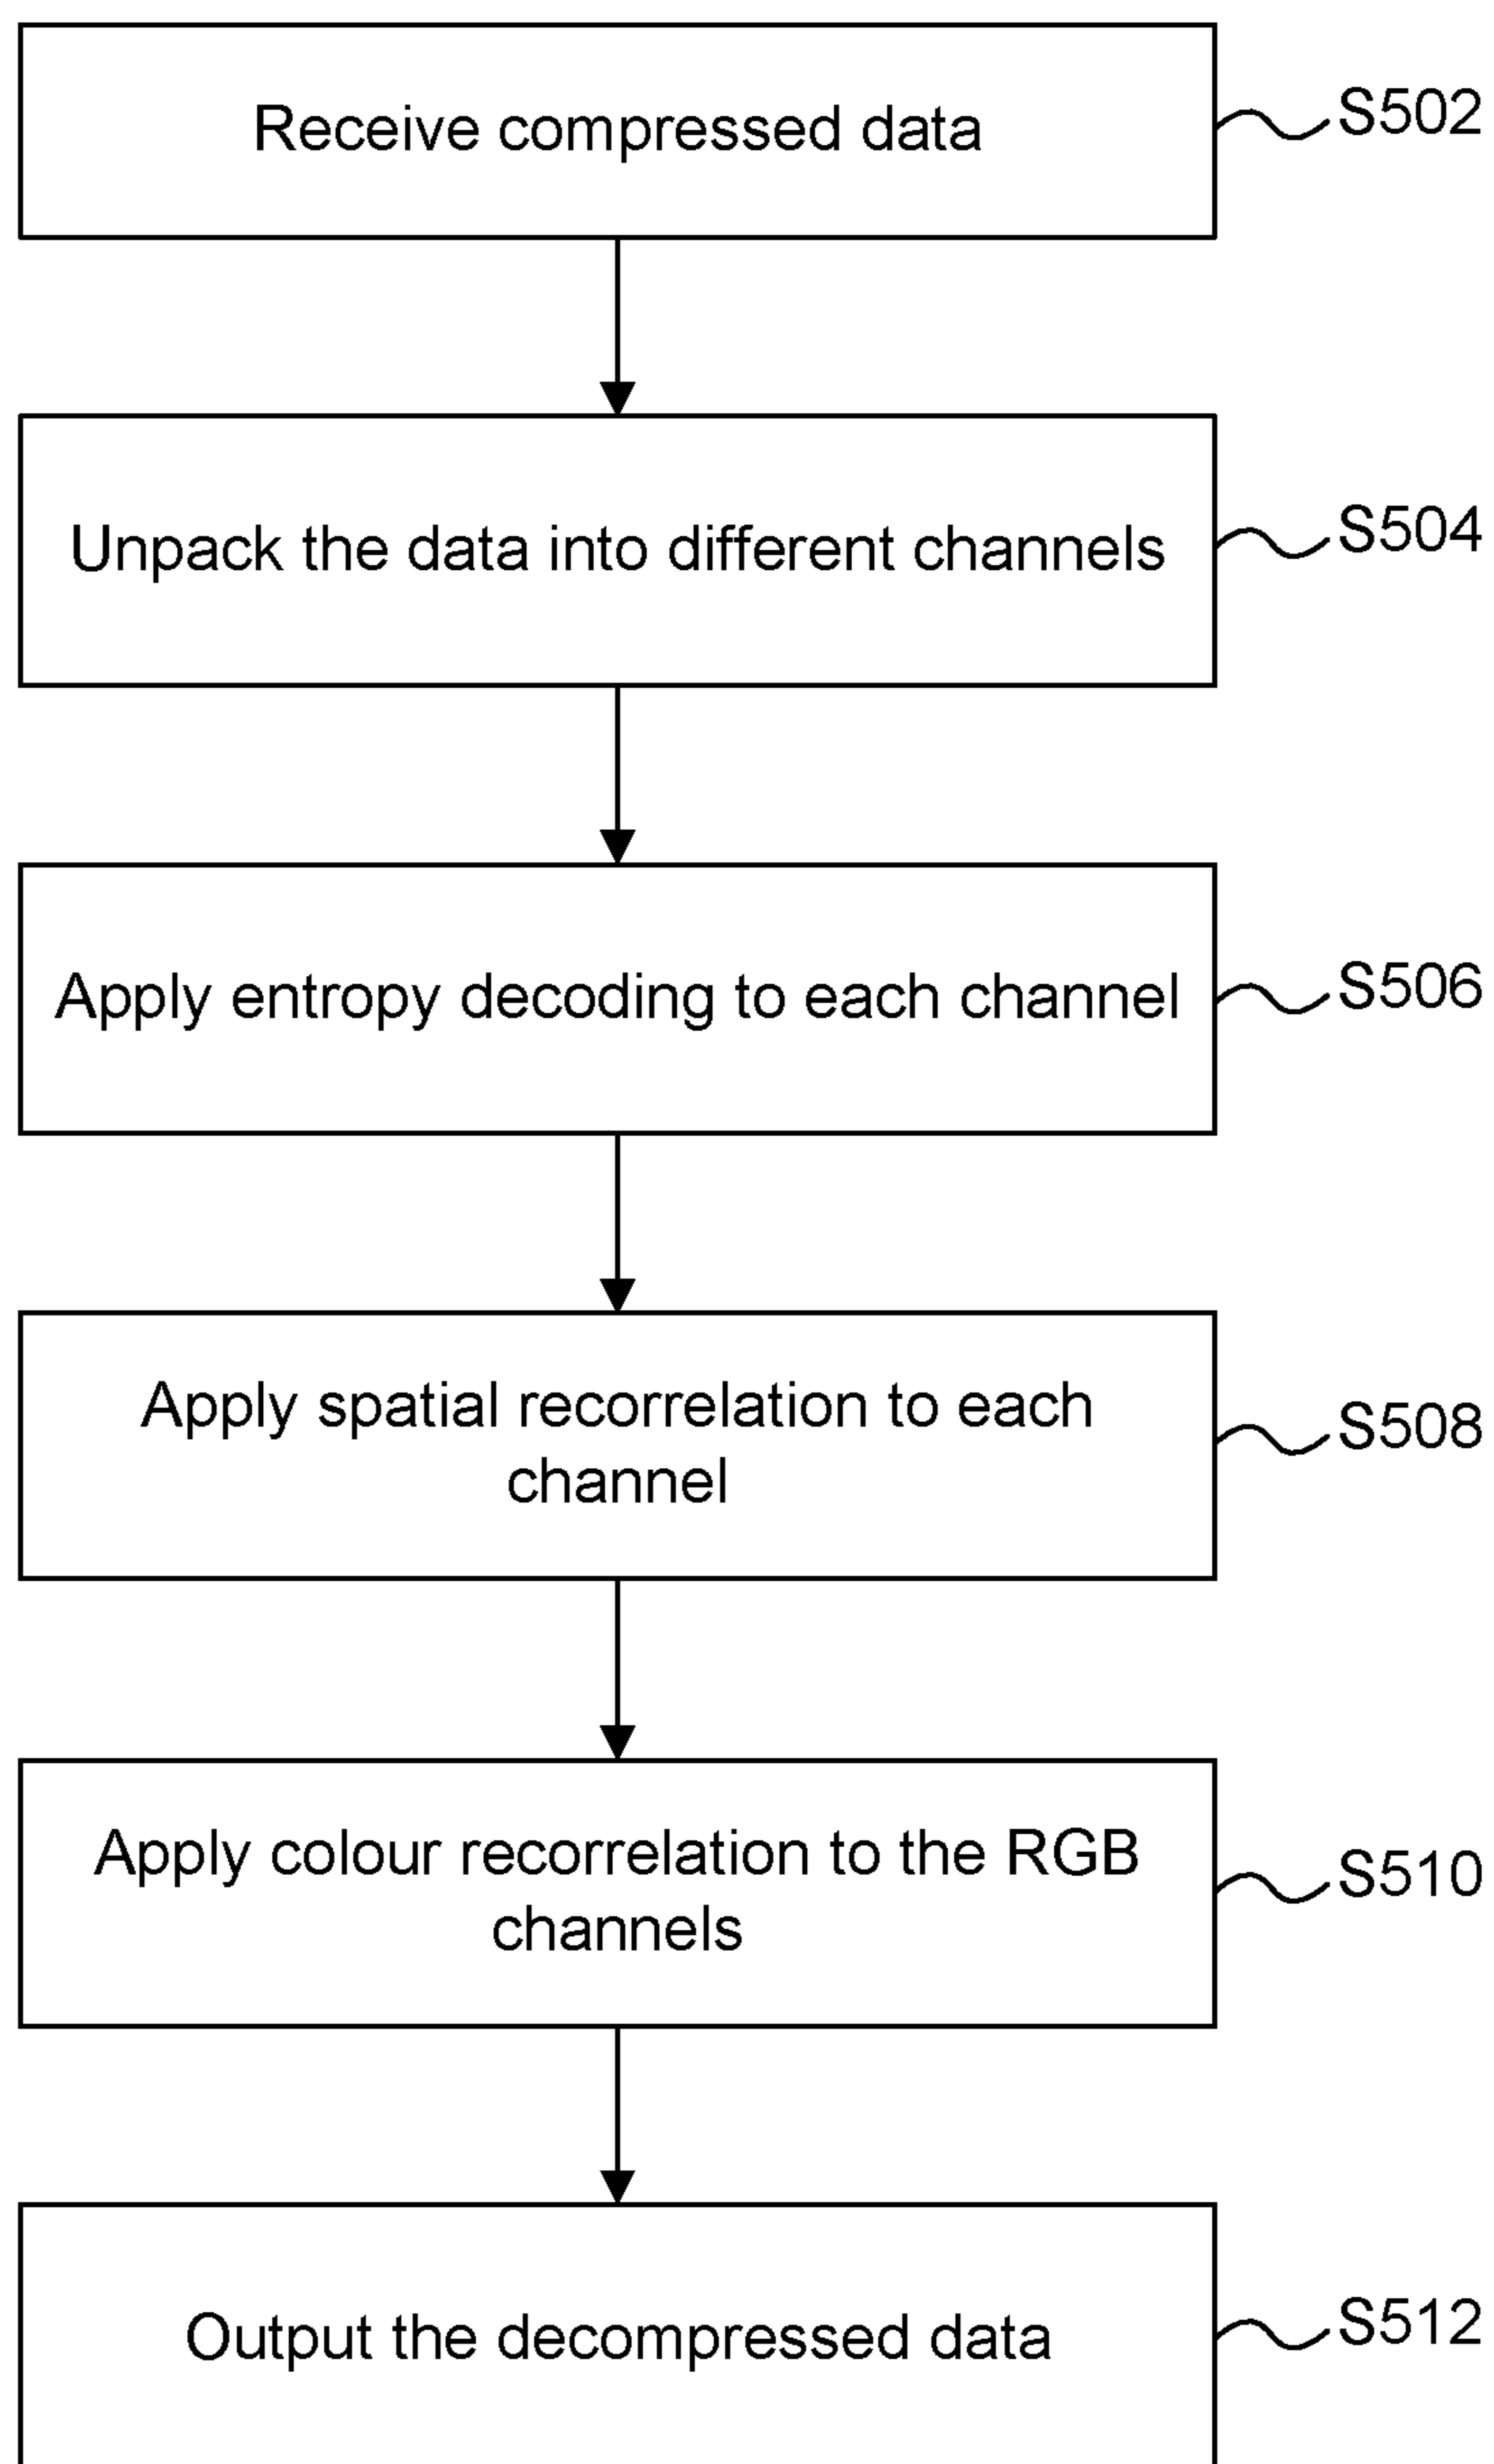 Receive compressed data
S502
Unpack the data into different channels
S504
Apply entropy decoding to each channel
S506
Apply spatial recorrelation to each
channel
S508
Apply colour recorrelation to the RGB
channels
S510
Output the decompressed data
S512